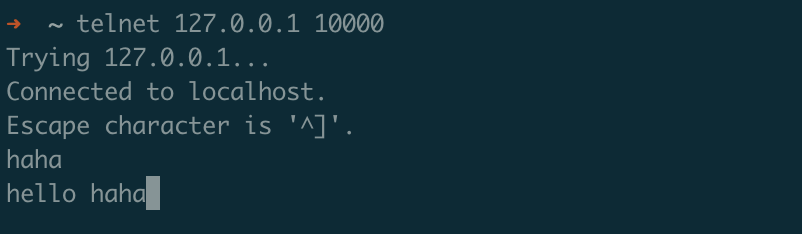 ➜  ~ telnet 127.0.0.1 10000
Trying 127.0.0.1...
Connected to localhost.
Escape character is '^]'.
haha
hello haha